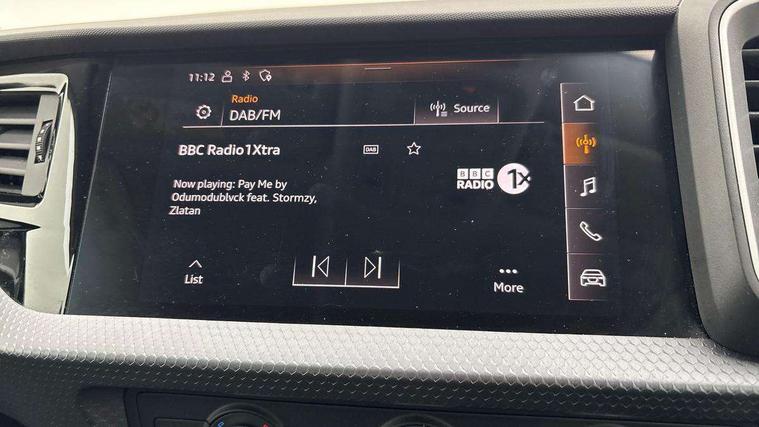 11:12
Radio
DAB/FM
Source
BBC Radio 1Xtra
DAB
BBC
RADIO 1X
Now playing: Pay Me by
Odumodublvck feat. Stormzy,
Zlatan
List
More